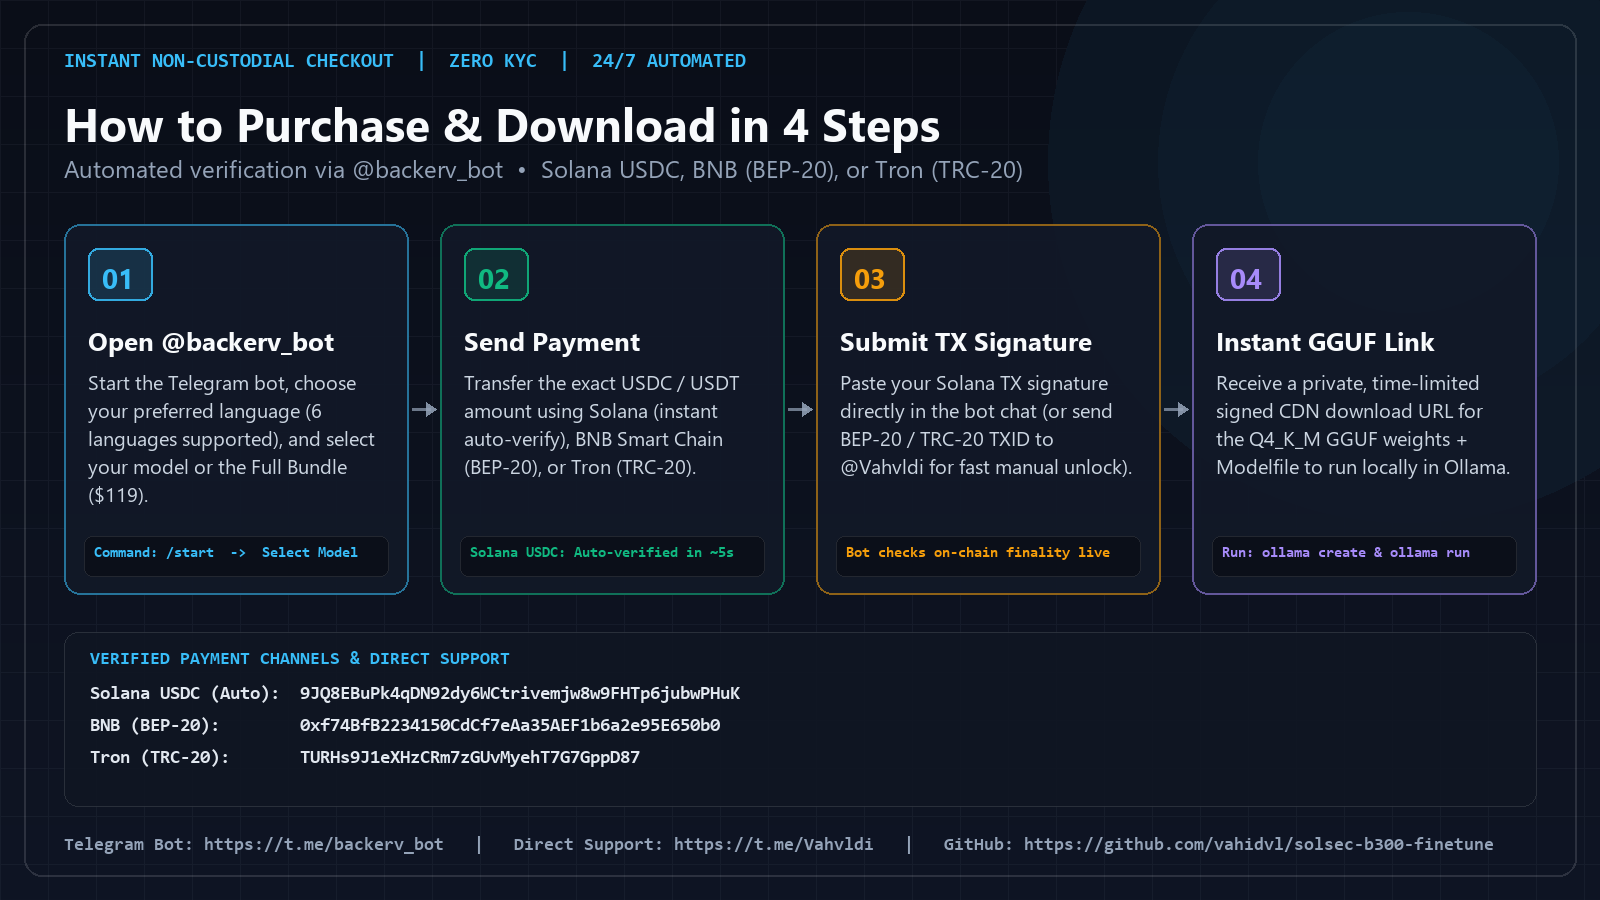 INSTANT NON-CUSTODIAL CHECKOUT | ZERO KYC | 24/7 AUTOMATED
How to Purchase & Download in 4 Steps
Automated verification via @backerv_bot • Solana USDC, BNB (BEP-20), or Tron (TRC-20)
01
Open @backerv_bot
Start the Telegram bot, choose
your preferred language (6
languages supported), and select
your model or the Full Bundle
($119).
Command: /start -> Select Model
02
Send Payment
Transfer the exact USDC / USDT
amount using Solana (instant
auto-verify), BNB Smart Chain
(BEP-20), or Tron (TRC-20).
Solana USDC: Auto-verified in ~5s
03
Submit TX Signature
Paste your Solana TX signature
directly in the bot chat (or send
BEP-20 / TRC-20 TXID to
@Vahvldi for fast manual unlock).
Bot checks on-chain finality live
04
Instant GGUF Link
Receive a private, time-limited
signed CDN download URL for
the Q4_K_M GGUF weights +
Modelfile to run locally in Ollama.
Run: ollama create & ollama run
VERIFIED PAYMENT CHANNELS & DIRECT SUPPORT
Solana USDC (Auto): 9JQ8EBuPk4qDN92dy6WCtrivemjw8w9FHTp6jubwPHuK
BNB (BEP-20): 0xf74BfB2234150CdCf7eAa35AEF1b6a2e95E650b0
Tron (TRC-20): TURHs9J1eXHzCRm7zGUvMyehT7G7GppD87
Telegram Bot: https://t.me/backerv_bot | Direct Support: https://t.me/Vahvldi | GitHub: https://github.com/vahidvl/solsec-b300-finetune